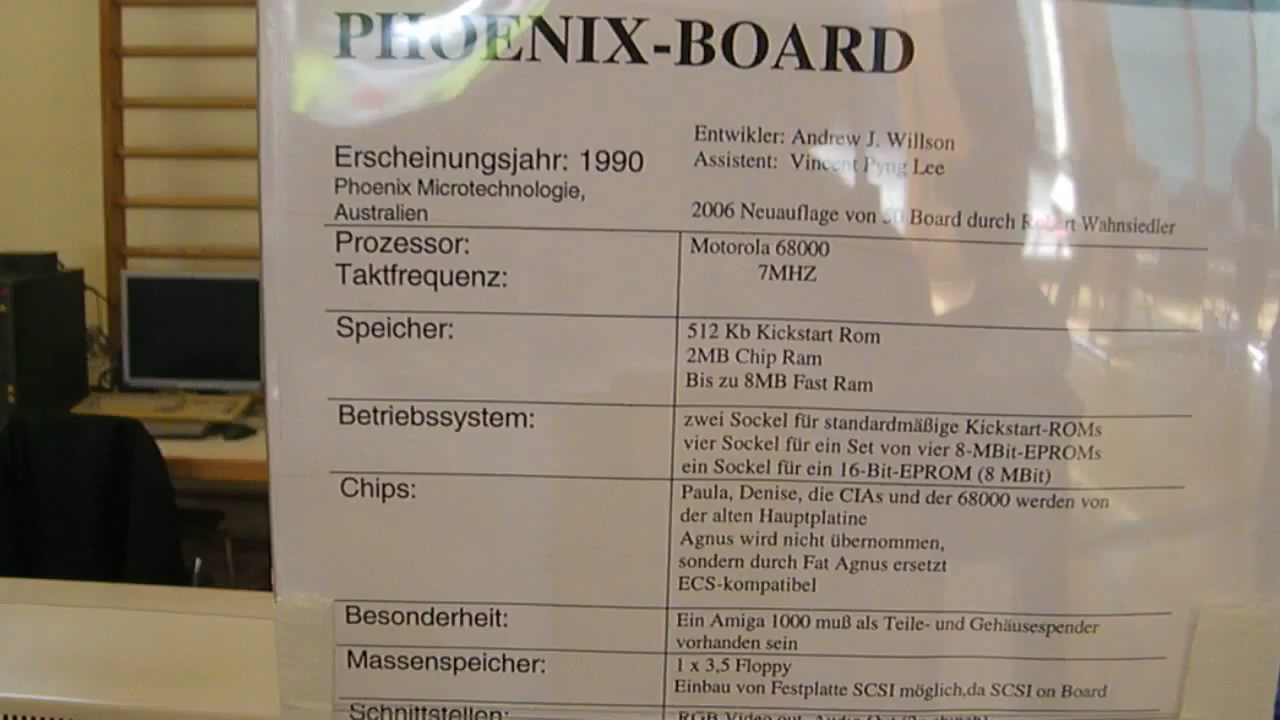 PHOENIX-BOARD
Entwikler: Andrew J. Willson
Assistent: Vincent Pyng Lee
Erscheinungsjahr: 1990
Phoenix Microtechnologie,
Australien
2006 Neuauflage von Board durch Wahnsiedler
Prozessor: Motorola 68000
Taktfrequenz: 7MHZ
Speicher: 512 Kb Kickstart Rom
2MB Chip Ram
Bis zu 8MB Fast Ram
Betriebssystem: zwei Sockel für standardmäßige Kickstart-ROMs
vier Sockel für ein Set von vier 8-MBit-EPROMs
ein Sockel für ein 16-Bit-EPROM (8 MBit)
Chips: Paula, Denise, die CIAs und der 68000 werden von
der alten Hauptplatine
Agnus wird nicht übernommen,
sondern durch Fat Agnus ersetzt
ECS-kompatibel
Besonderheit: Ein Amiga 1000 muß als Teile- und Gehäusespender
vorhanden sein
Massenspeicher: 1 x 3,5 Floppy
Einbau von Festplatte SCSI möglich,da SCSI on Board
Schnittstellen: RGB Video out,